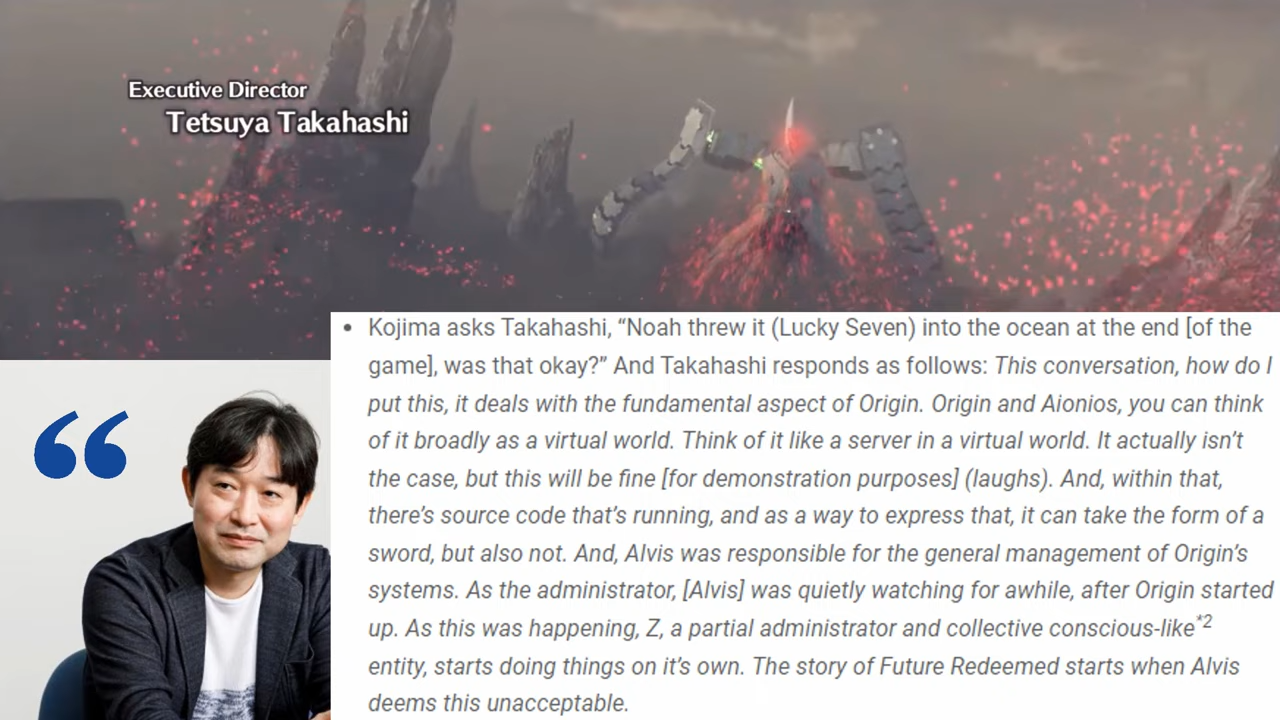 Executive Director
Tetsuya Takahashi
“
• Kojima asks Takahashi, “Noah threw it (Lucky Seven) into the ocean at the end [of the
game], was that okay?” And Takahashi responds as follows: This conversation, how do I
put this, it deals with the fundamental aspect of Origin. Origin and Aionios, you can think
of it broadly as a virtual world. Think of it like a server in a virtual world. It actually isn’t
the case, but this will be fine [for demonstration purposes] (laughs). And, within that,
there’s source code that’s running, and as a way to express that, it can take the form of a
sword, but also not. And, Alvis was responsible for the general management of Origin’s
systems. As the administrator, [Alvis] was quietly watching for awhile, after Origin started
up. As this was happening, Z, a partial administrator and collective conscious-like*2
entity, starts doing things on it’s own. The story of Future Redeemed starts when Alvis
deems this unacceptable.